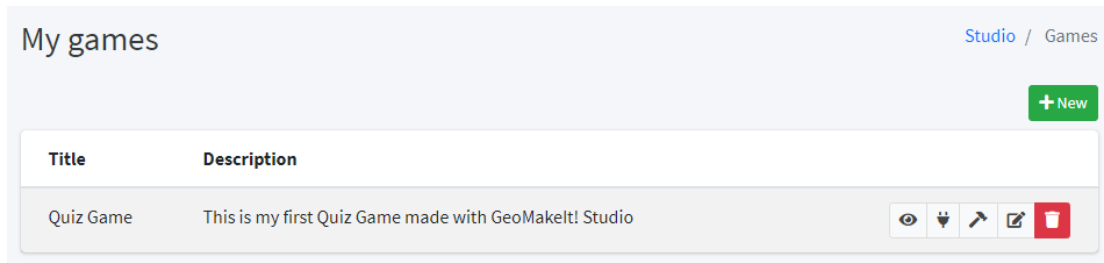 My games
Studio / Games
New
Title Description
Quiz Game This is my first Quiz Game made with GeoMakeIt! Studio